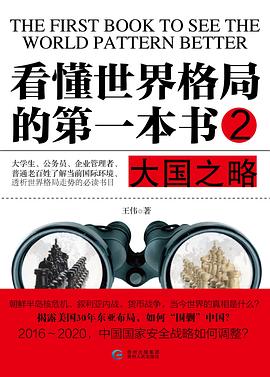 THE FIRST BOOK TO SEE THE
WORLD PATTERN BETTER
看懂世界格局
的第一本书2
大学生、公务员、企业管理者、
普通老百姓了解当前国际环境、
透析世界格局走势的必读书目
大国之略
王伟◎著
朝鲜半岛核危机、叙利亚内战、货币战争,当今世界的真相是什么?
揭露美国30年东亚布局,如何“围剿”中国?
2016~2020,中国国家安全战略如何调整?